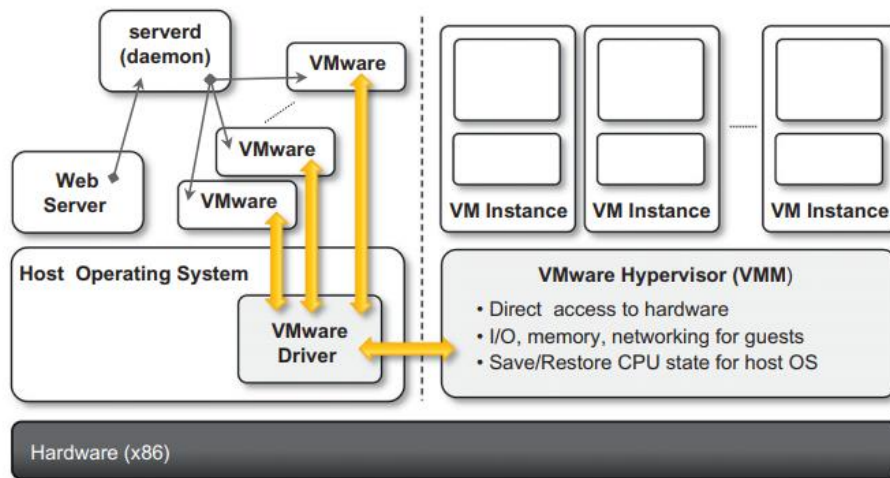 serverd
(daemon)
VMware
VMware
Web
Server
VMware
VM Instance
VM Instance
VM Instance
Host Operating System
VMware
Driver
VMware Hypervisor (VMM)
• Direct access to hardware
• I/O, memory, networking for guests
• Save/Restore CPU state for host OS
Hardware (x86)